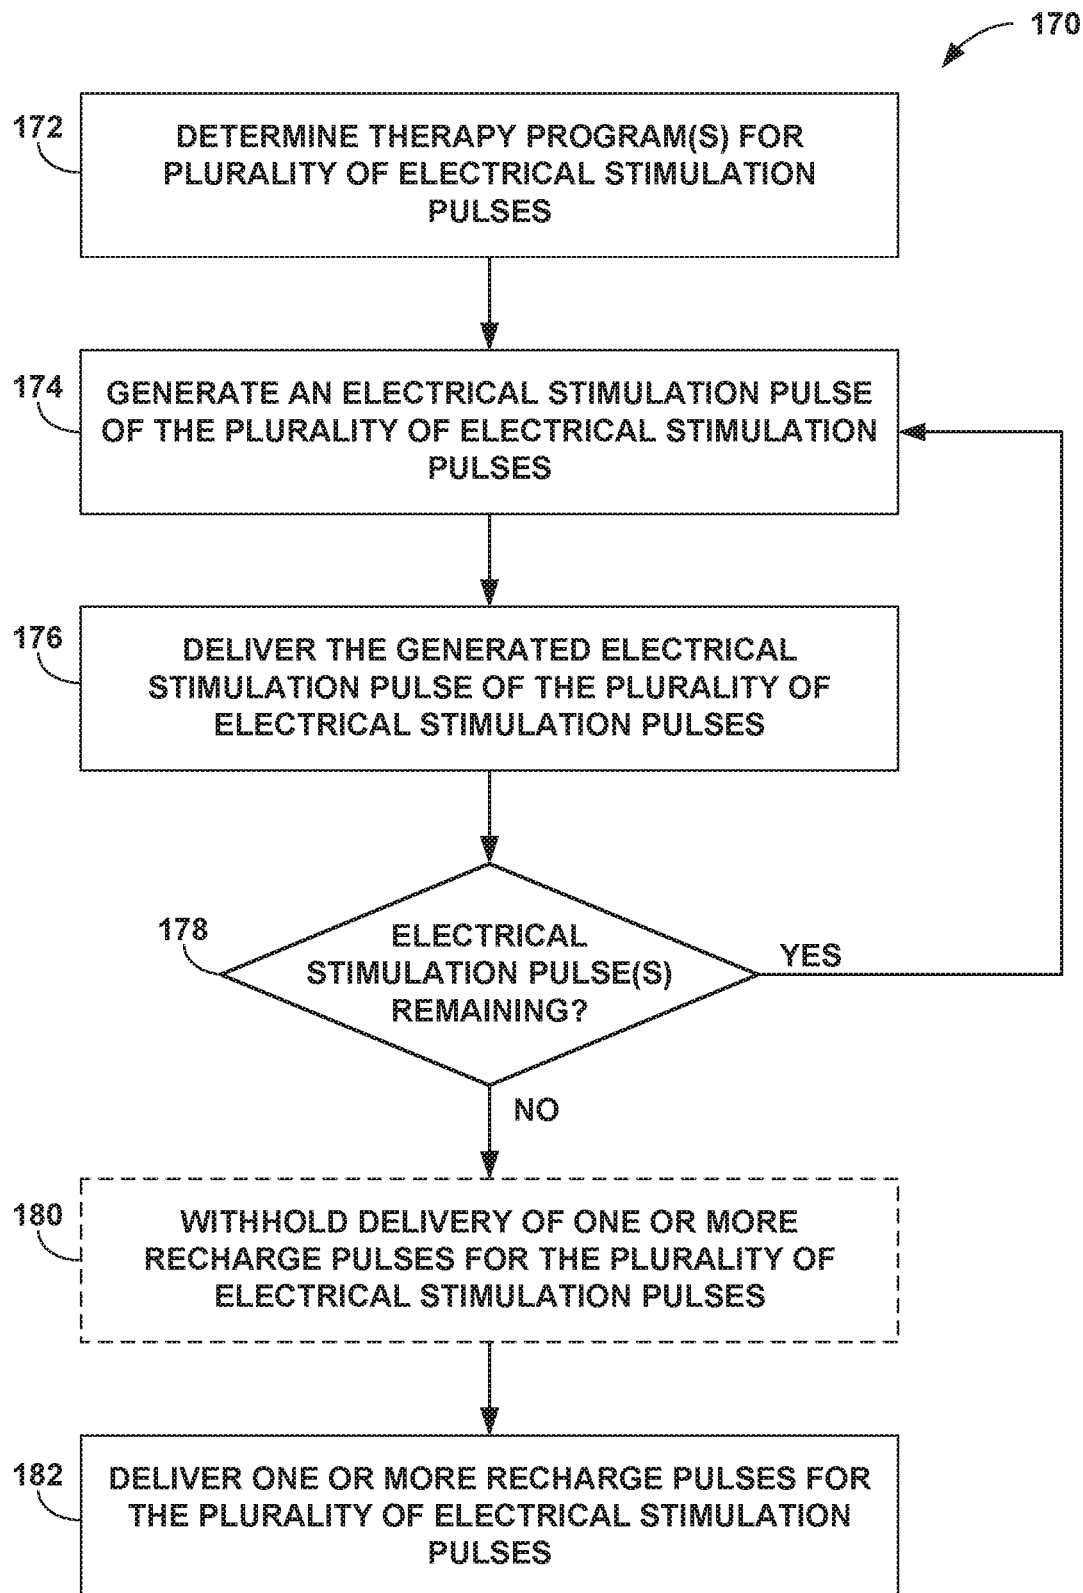 170
172
DETERMINE THERAPY PROGRAM(S) FOR
PLURALITY OF ELECTRICAL STIMULATION
PULSES
174
GENERATE AN ELECTRICAL STIMULATION PULSE
OF THE PLURALITY OF ELECTRICAL STIMULATION
PULSES
176
DELIVER THE GENERATED ELECTRICAL
STIMULATION PULSE OF THE PLURALITY OF
ELECTRICAL STIMULATION PULSES
178
ELECTRICAL
STIMULATION PULSE(S)
REMAINING?
YES
NO
180
WITHHOLD DELIVERY OF ONE OR MORE
RECHARGE PULSES FOR THE PLURALITY OF
ELECTRICAL STIMULATION PULSES
182
DELIVER ONE OR MORE RECHARGE PULSES FOR
THE PLURALITY OF ELECTRICAL STIMULATION
PULSES